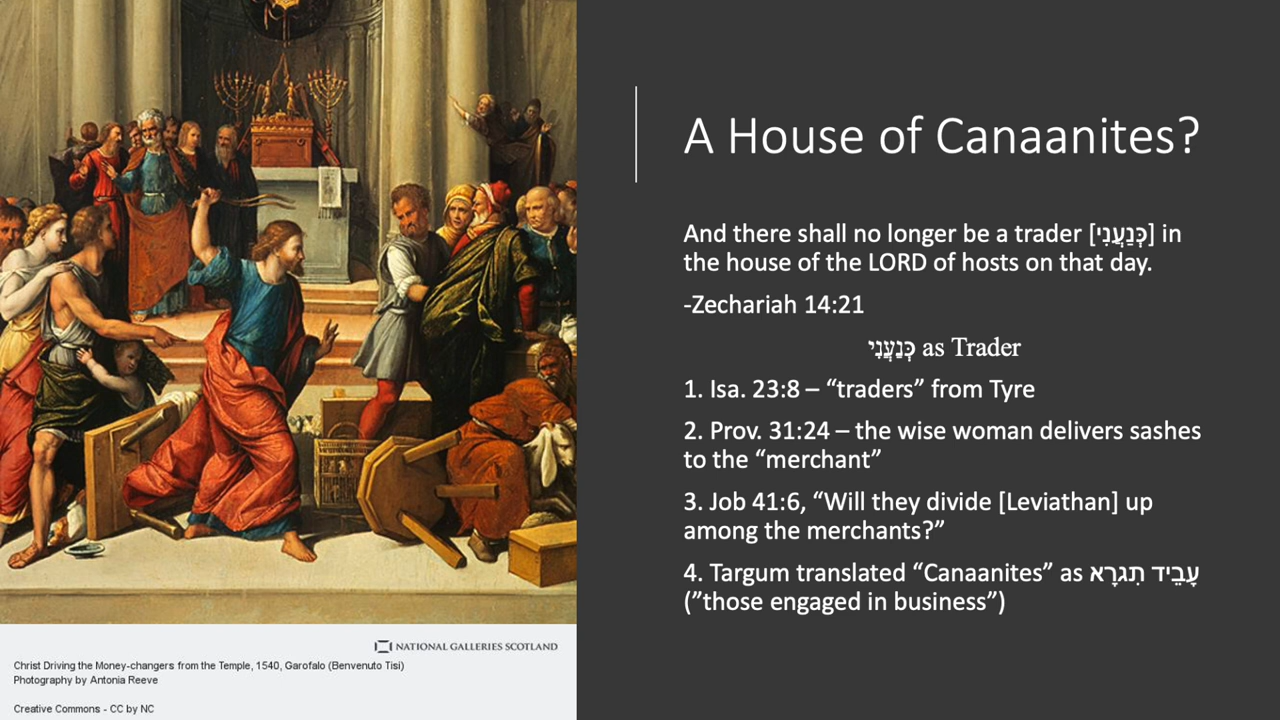 A House of Canaanites?
And there shall no longer be a trader [כְּנַעֲנִי] in
the house of the LORD of hosts on that day.
-Zechariah 14:21
כְּנַעֲנִי as Trader
1. Isa. 23:8 – “traders” from Tyre
2. Prov. 31:24 – the wise woman delivers sashes
to the “merchant”
3. Job 41:6, “Will they divide [Leviathan] up
among the merchants?”
4. Targum translated “Canaanites” as עָבֵיד תִגרָא
(”those engaged in business”)
NATIONAL GALLERIES SCOTLAND
Christ Driving the Money-changers from the Temple, 1540, Garofalo (Benvenuto Tisi)
Photography by Antonia Reeve
Creative Commons - CC by NC